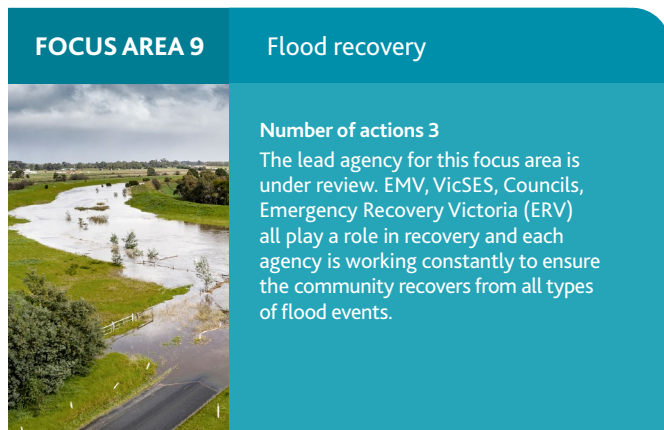 FOCUS AREA 9
Flood recovery
Number of actions 3
The lead agency for this focus area is
under review. EMV, VicSES, Councils,
Emergency Recovery Victoria (ERV)
all play a role in recovery and each
agency is working constantly to ensure
the community recovers from all types
of flood events.